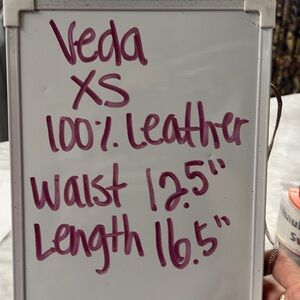 Veda
XS
100% Leather
Waist 12.5"
Length 16.5"